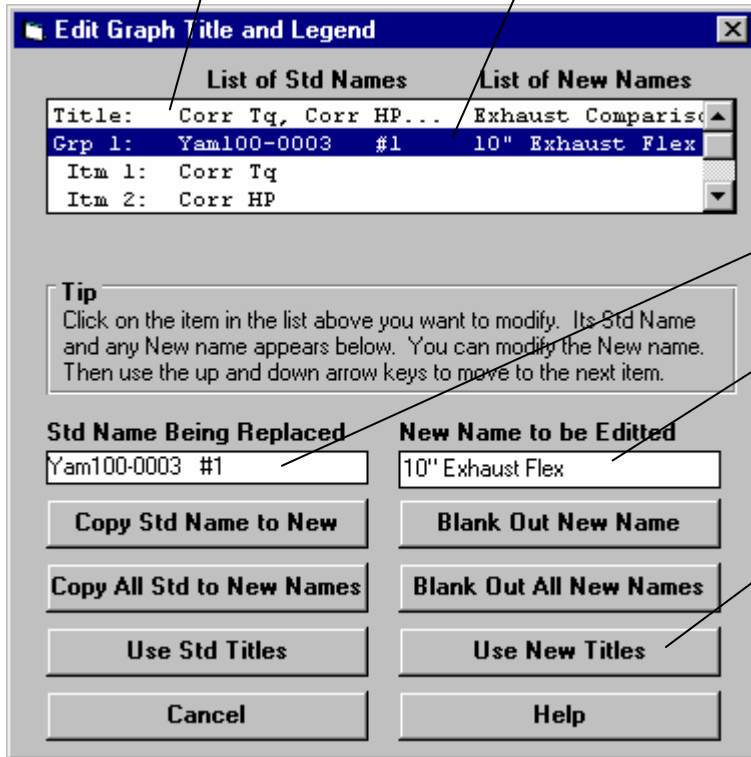 Edit Graph Title and Legend
List of Std Names List of New Names
Title: Corr Tq, Corr HP... Exhaust Compariso
Grp 1: Yam100-0003 #1 10" Exhaust Flex
Itm 1: Corr Tq
Itm 2: Corr HP
Tip
Click on the item in the list above you want to modify. Its Std Name
and any New name appears below. You can modify the New name.
Then use the up and down arrow keys to move to the next item.
Std Name Being Replaced New Name to be Editted
Yam100-0003 #1 10" Exhaust Flex
Copy Std Name to New Blank Out New Name
Copy All Std to New Names Blank Out All New Names
Use Std Titles Use New Titles
Cancel Help